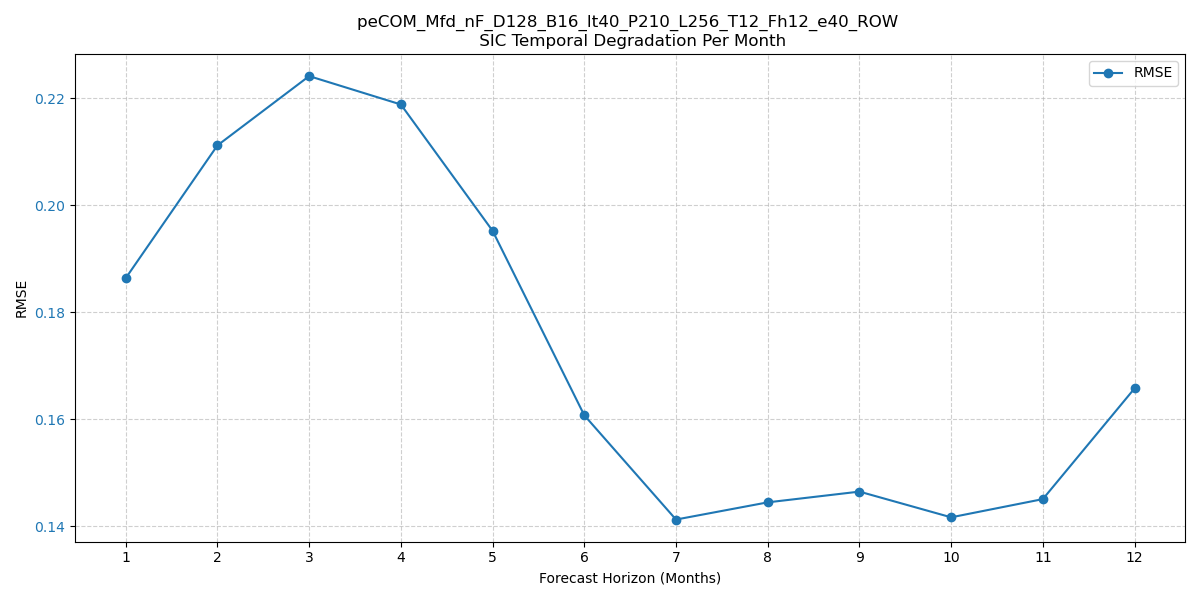 peCOM_Mfd_nF_D128_B16_lt40_P210_L256_T12_Fh12_e40_ROW
SIC Temporal Degradation Per Month
RMSE
0.22
0.20
0.18
0.16
0.14
RMSE
1 2 3 4 5 6 7 8 9 10 11 12
Forecast Horizon (Months)